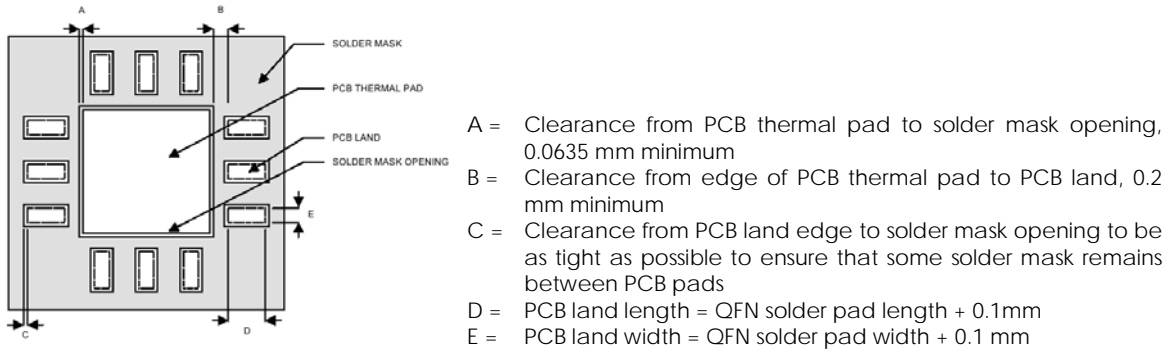 A
B
SOLDER MASK
PCB THERMAL PAD
PCB LAND
SOLDER MASK OPENING
E
C
D
A = Clearance from PCB thermal pad to solder mask opening,
0.0635 mm minimum
B = Clearance from edge of PCB thermal pad to PCB land, 0.2
mm minimum
C = Clearance from PCB land edge to solder mask opening to be
as tight as possible to ensure that some solder mask remains
between PCB pads
D = PCB land length = QFN solder pad length + 0.1mm
E = PCB land width = QFN solder pad width + 0.1 mm